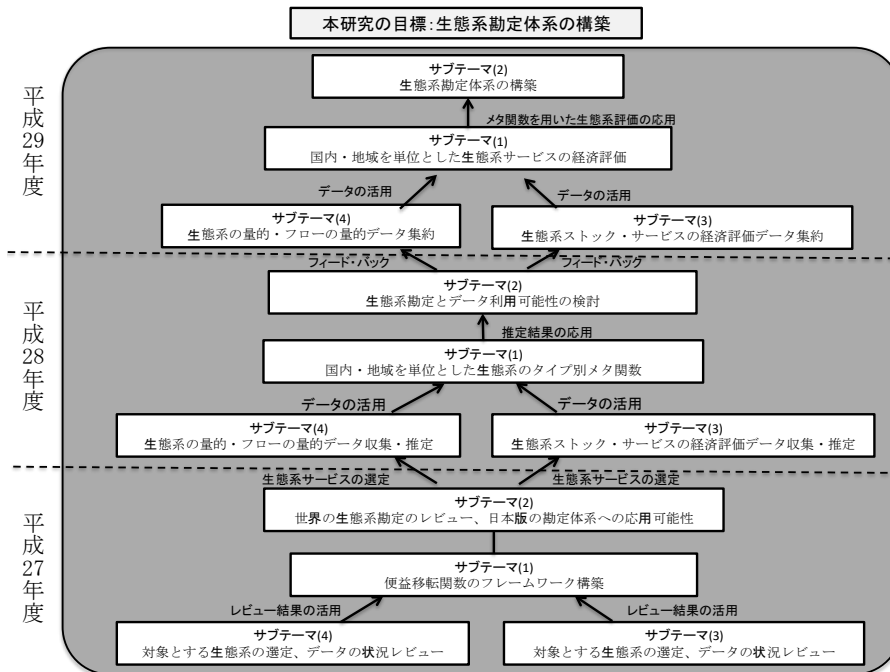 本研究の目標：生態系勘定体系の構築
平成29年度
サブテーマ(2)
生態系勘定体系の構築
メタ関数を用いた生態系評価の応用
サブテーマ(1)
国内・地域を単位とした生態系サービスの経済評価
データの活用
データの活用
サブテーマ(4)
生態系の量的・フローの量的データ集約
サブテーマ(3)
生態系ストック・サービスの経済評価データ集約
平成28年度
フィード・バック
フィード・バック
サブテーマ(2)
生態系勘定とデータ利用可能性の検討
推定結果の応用
サブテーマ(1)
国内・地域を単位とした生態系のタイプ別メタ関数
データの活用
データの活用
サブテーマ(4)
生態系の量的・フローの量的データ収集・推定
サブテーマ(3)
生態系ストック・サービスの経済評価データ収集・推定
平成27年度
生態系サービスの選定
生態系サービスの選定
サブテーマ(2)
世界の生態系勘定のレビュー、日本版の勘定体系への応用可能性
サブテーマ(1)
便益移転関数のフレームワーク構築
レビュー結果の活用
レビュー結果の活用
サブテーマ(4)
対象とする生態系の選定、データの状況レビュー
サブテーマ(3)
対象とする生態系の選定、データの状況レビュー